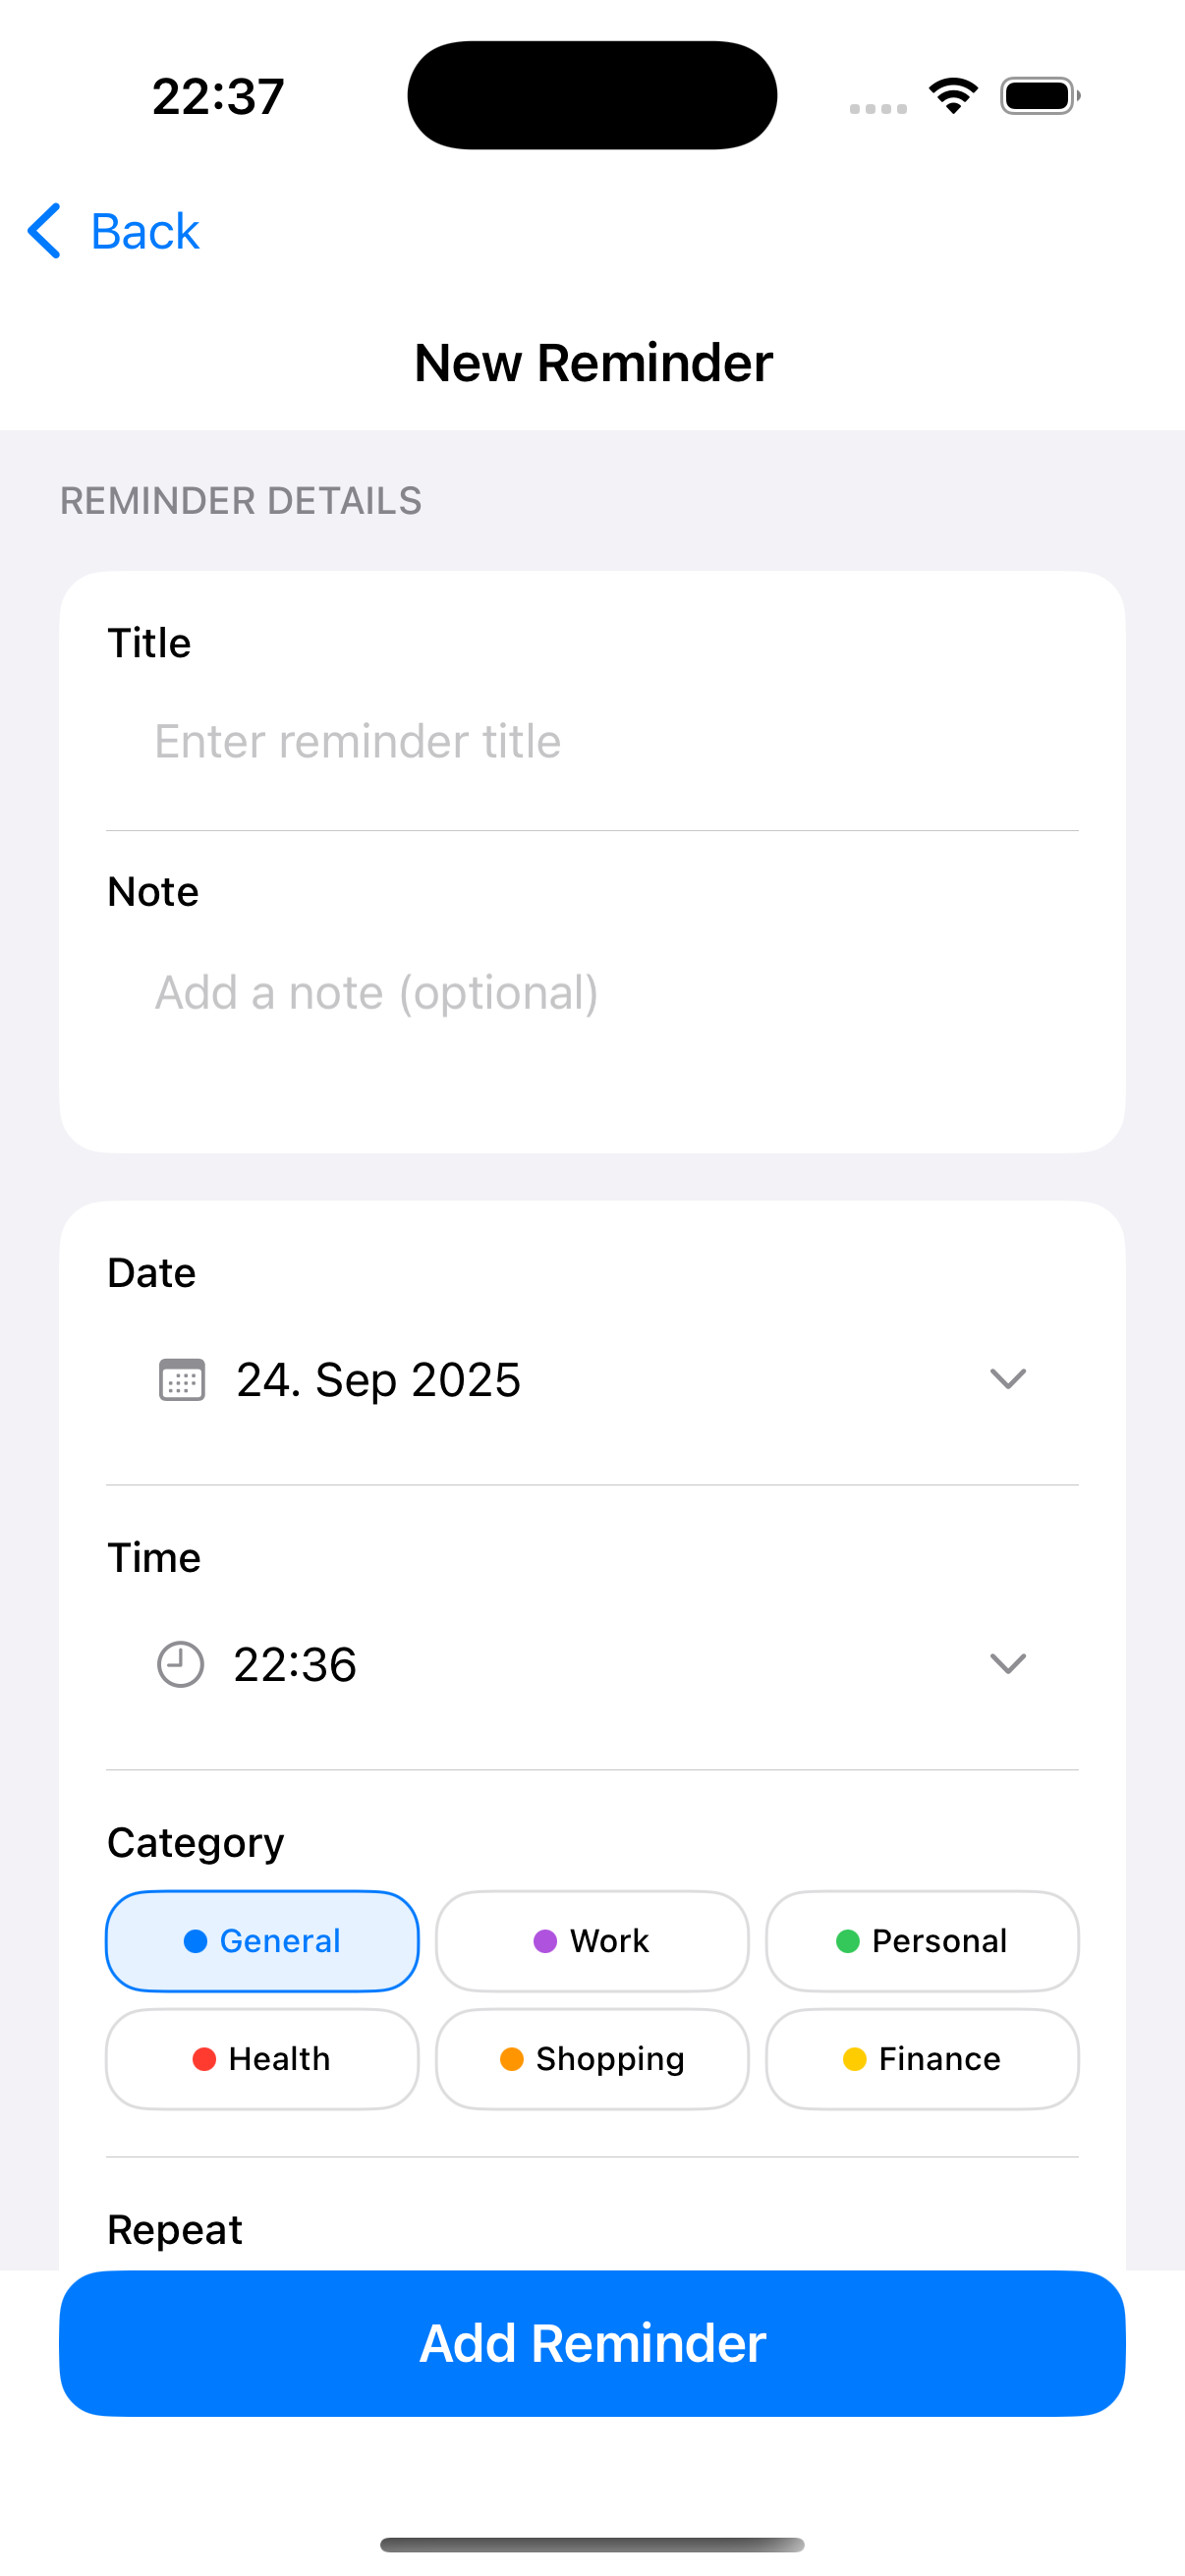 22:37
Back
New Reminder
REMINDER DETAILS
Title
Enter reminder title
Note
Add a note (optional)
Date
24. Sep 2025
Time
22:36
Category
General Work Personal
Health Shopping Finance
Repeat
Add Reminder